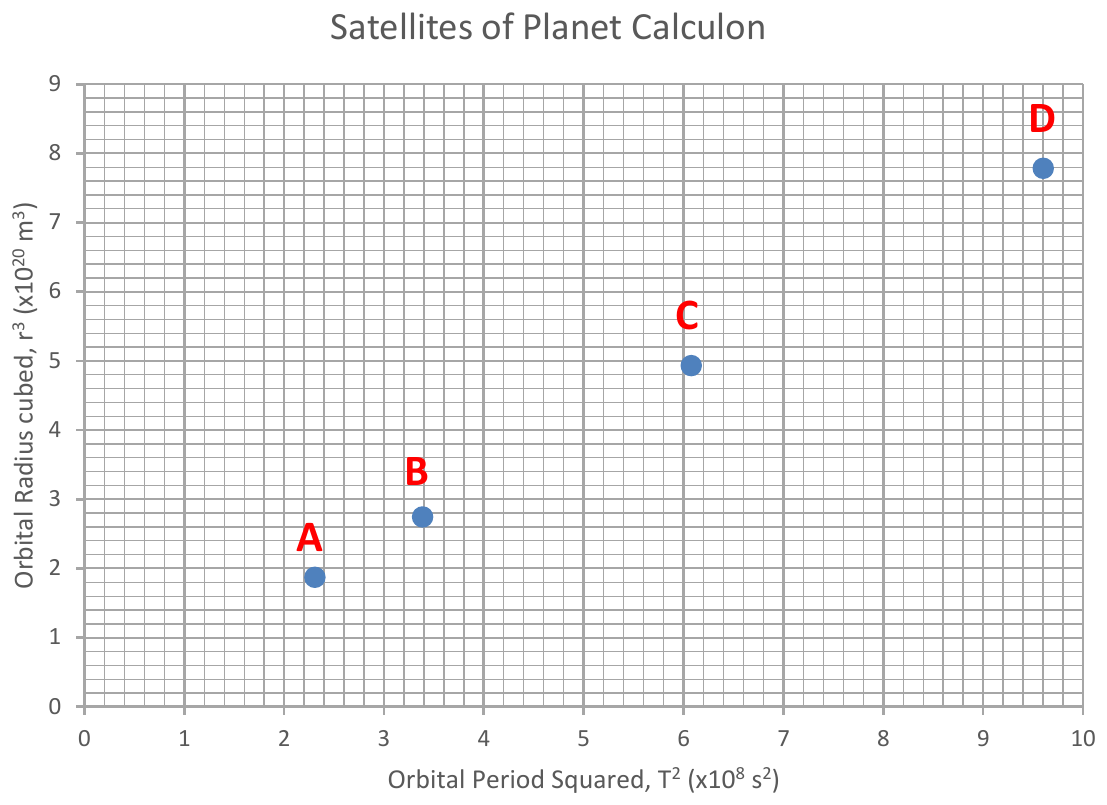 Satellites of Planet Calculon
Orbital Radius cubed, r³ (x10²⁰ m³)
9
8
7
6
5
4
3
2
1
0
D
C
B
A
0 1 2 3 4 5 6 7 8 9 10
Orbital Period Squared, T² (x10⁸ s²)